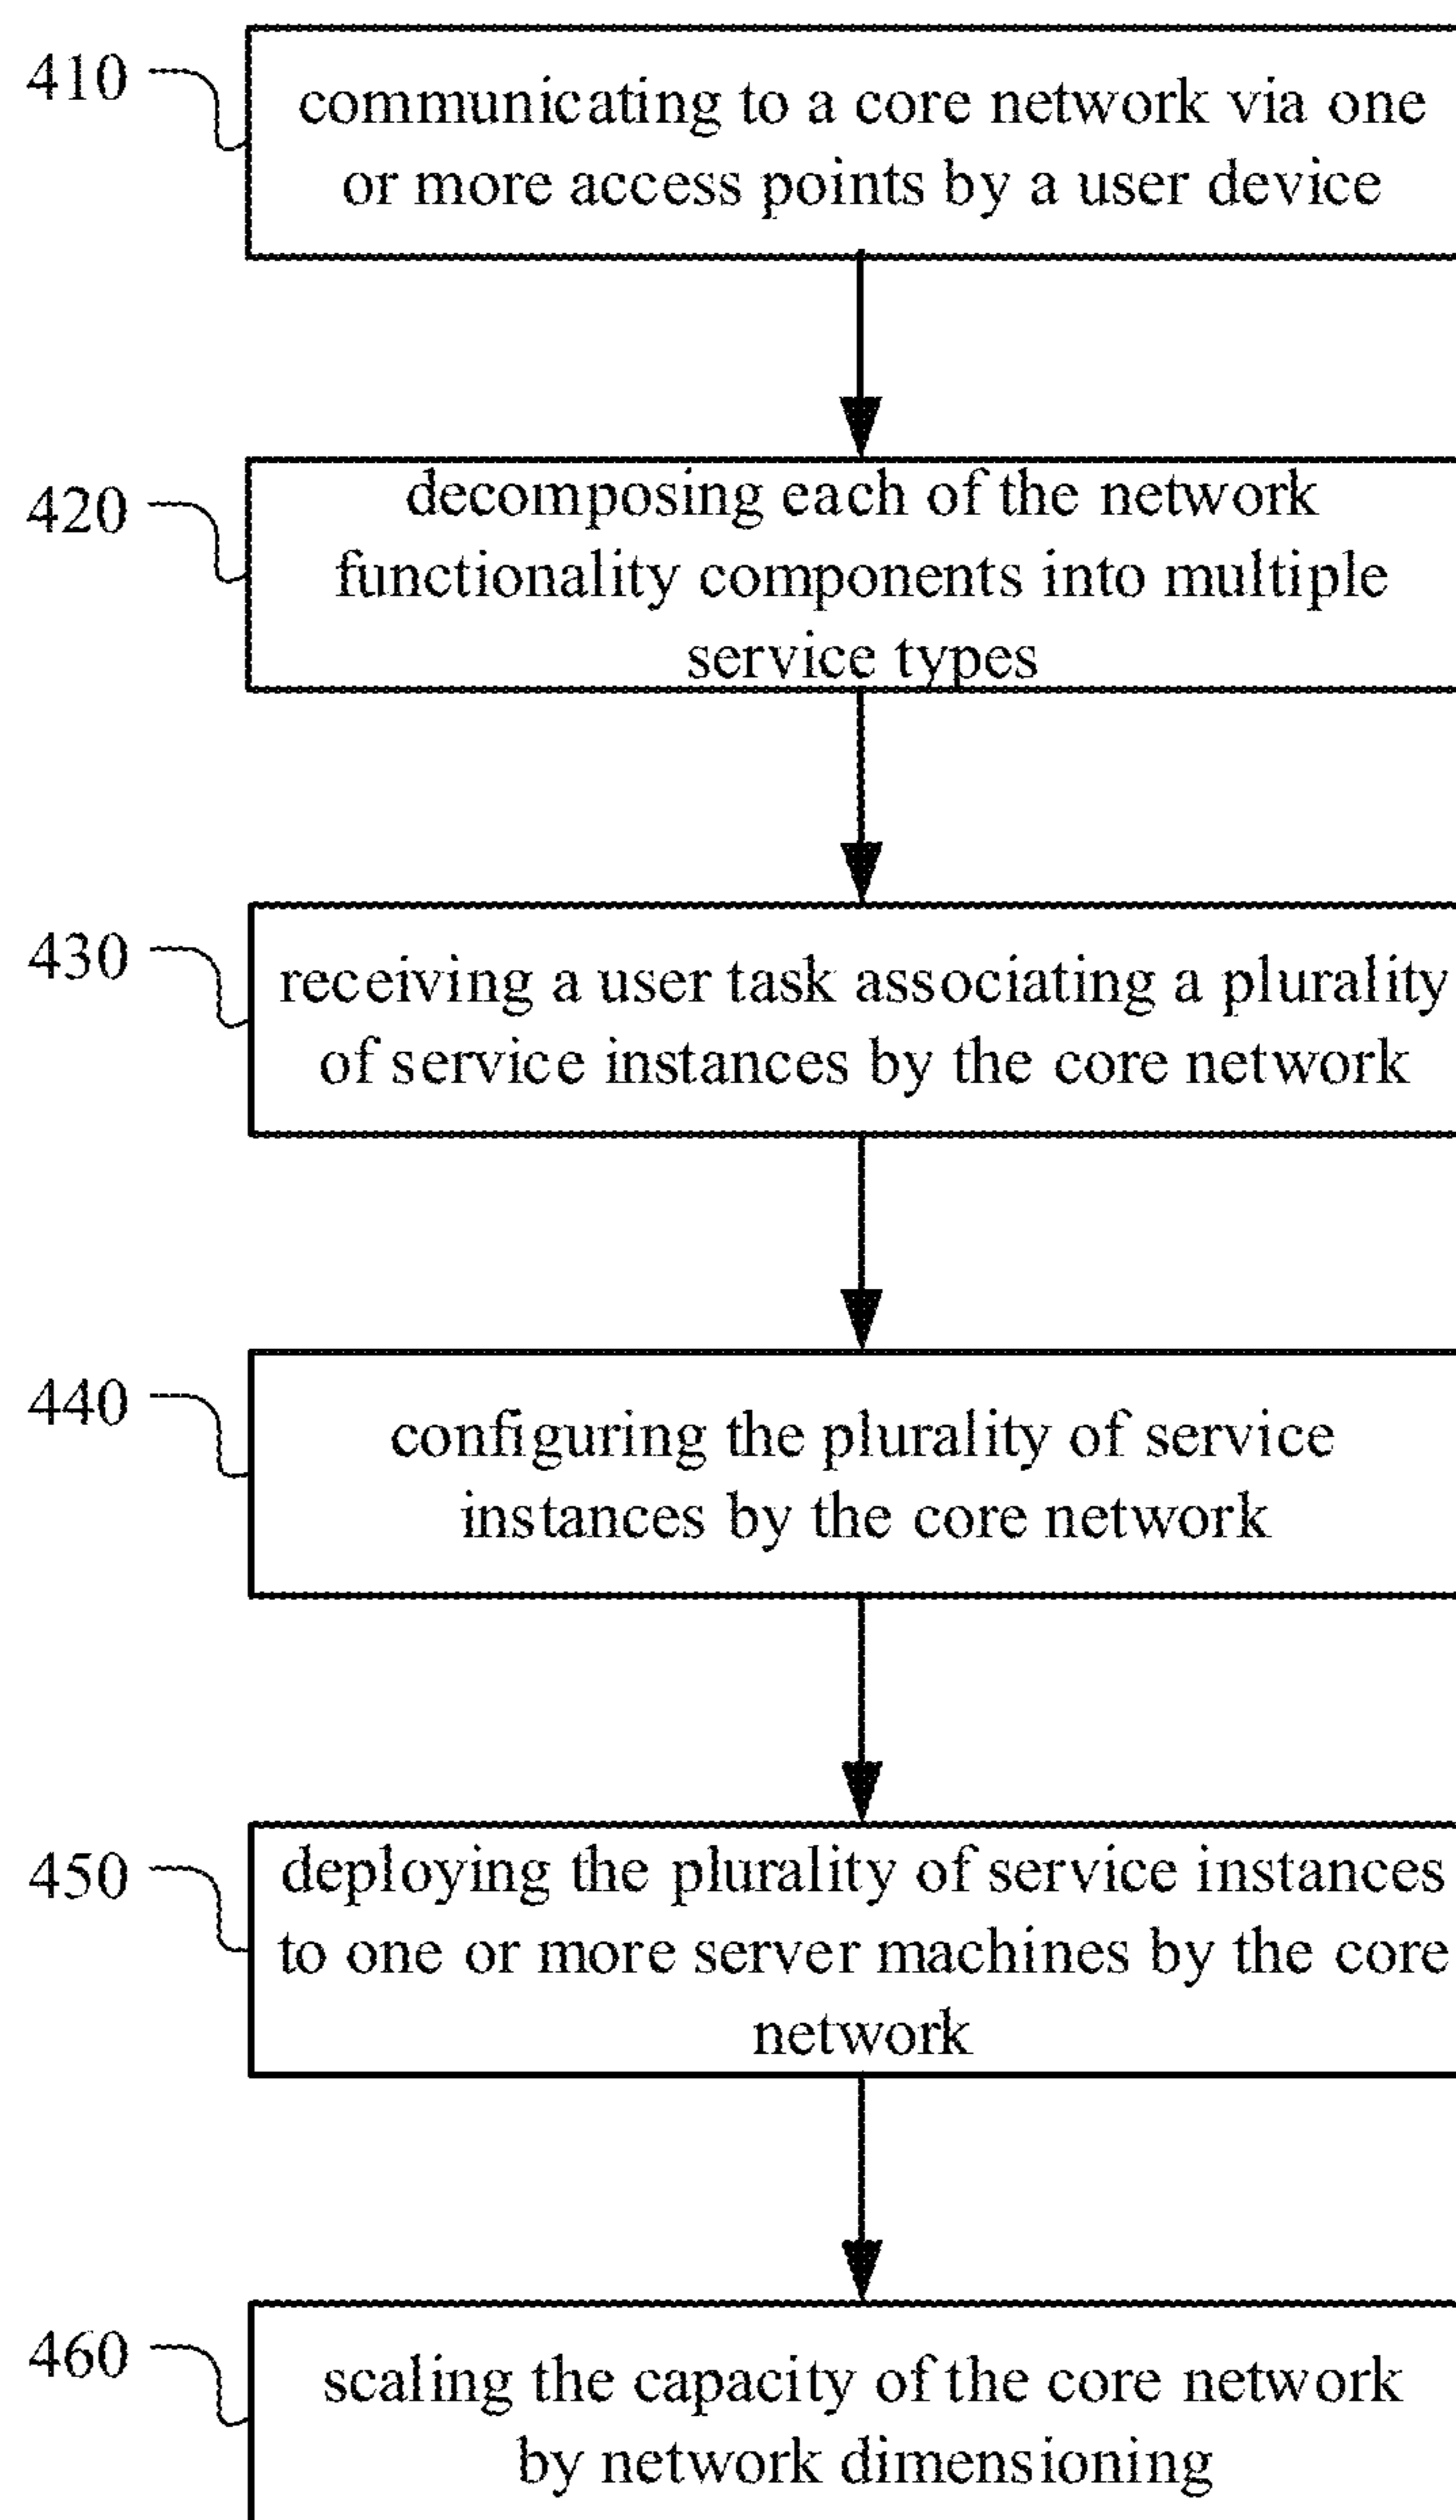 410
communicating to a core network via one
or more access points by a user device
420
decomposing each of the network
functionality components into multiple
service types
430
receiving a user task associating a plurality
of service instances by the core network
440
configuring the plurality of service
instances by the core network
450
deploying the plurality of service instances
to one or more server machines by the core
network
460
scaling the capacity of the core network
by network dimensioning